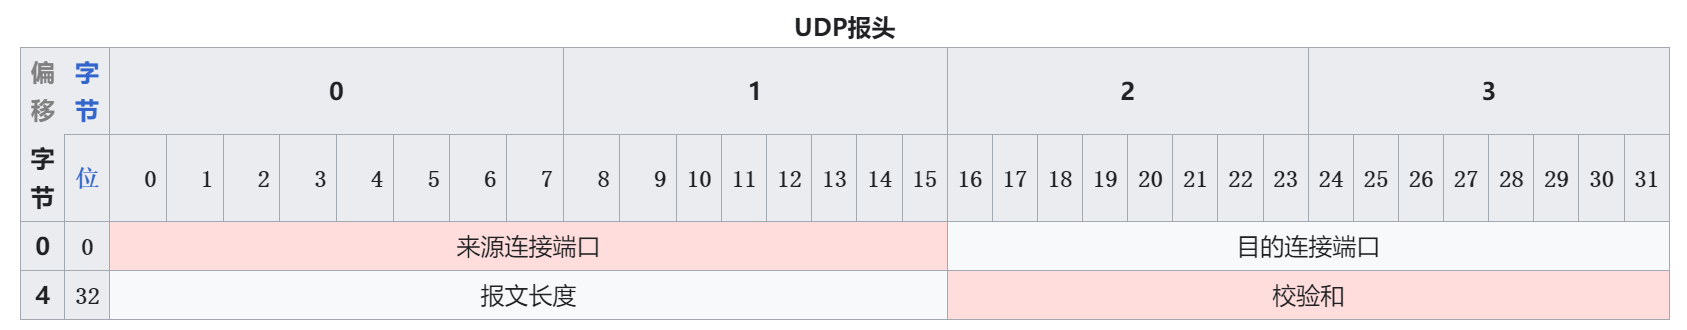 UDP报头
偏移 字节 0 1 2 3
字节 位 0 1 2 3 4 5 6 7 8 9 10 11 12 13 14 15 16 17 18 19 20 21 22 23 24 25 26 27 28 29 30 31
0 0 来源连接端口 目的连接端口
4 32 报文长度 校验和